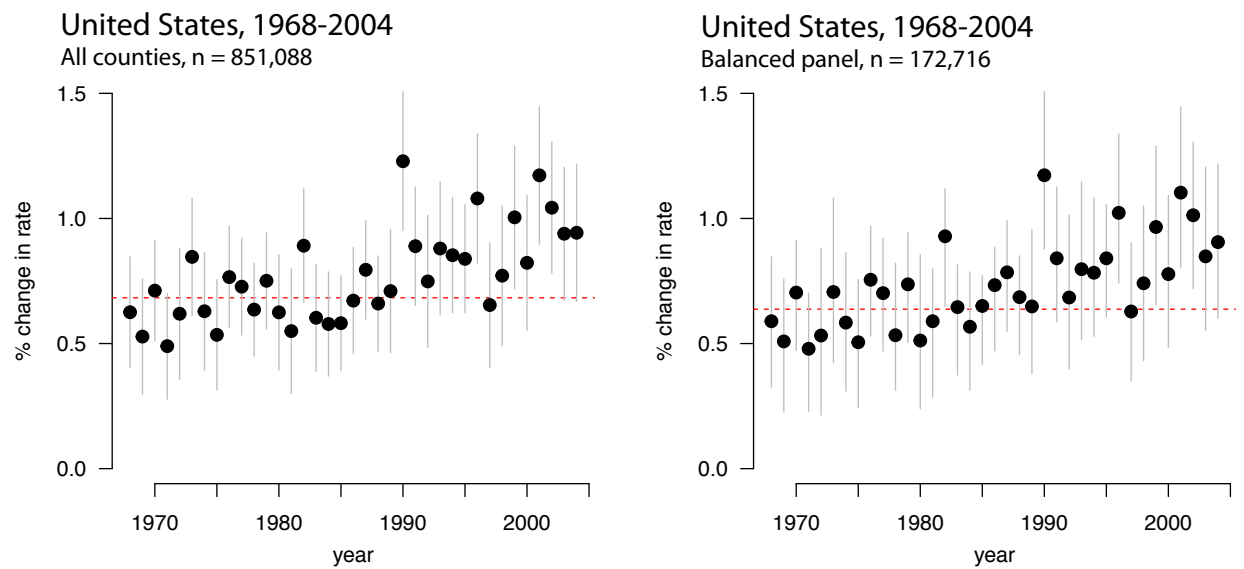 United States, 1968-2004
All counties, n = 851,088
1.5
1.0
0.5
0.0
% change in rate
1970 1980 1990 2000
year
United States, 1968-2004
Balanced panel, n = 172,716
1.5
1.0
0.5
0.0
% change in rate
1970 1980 1990 2000
year